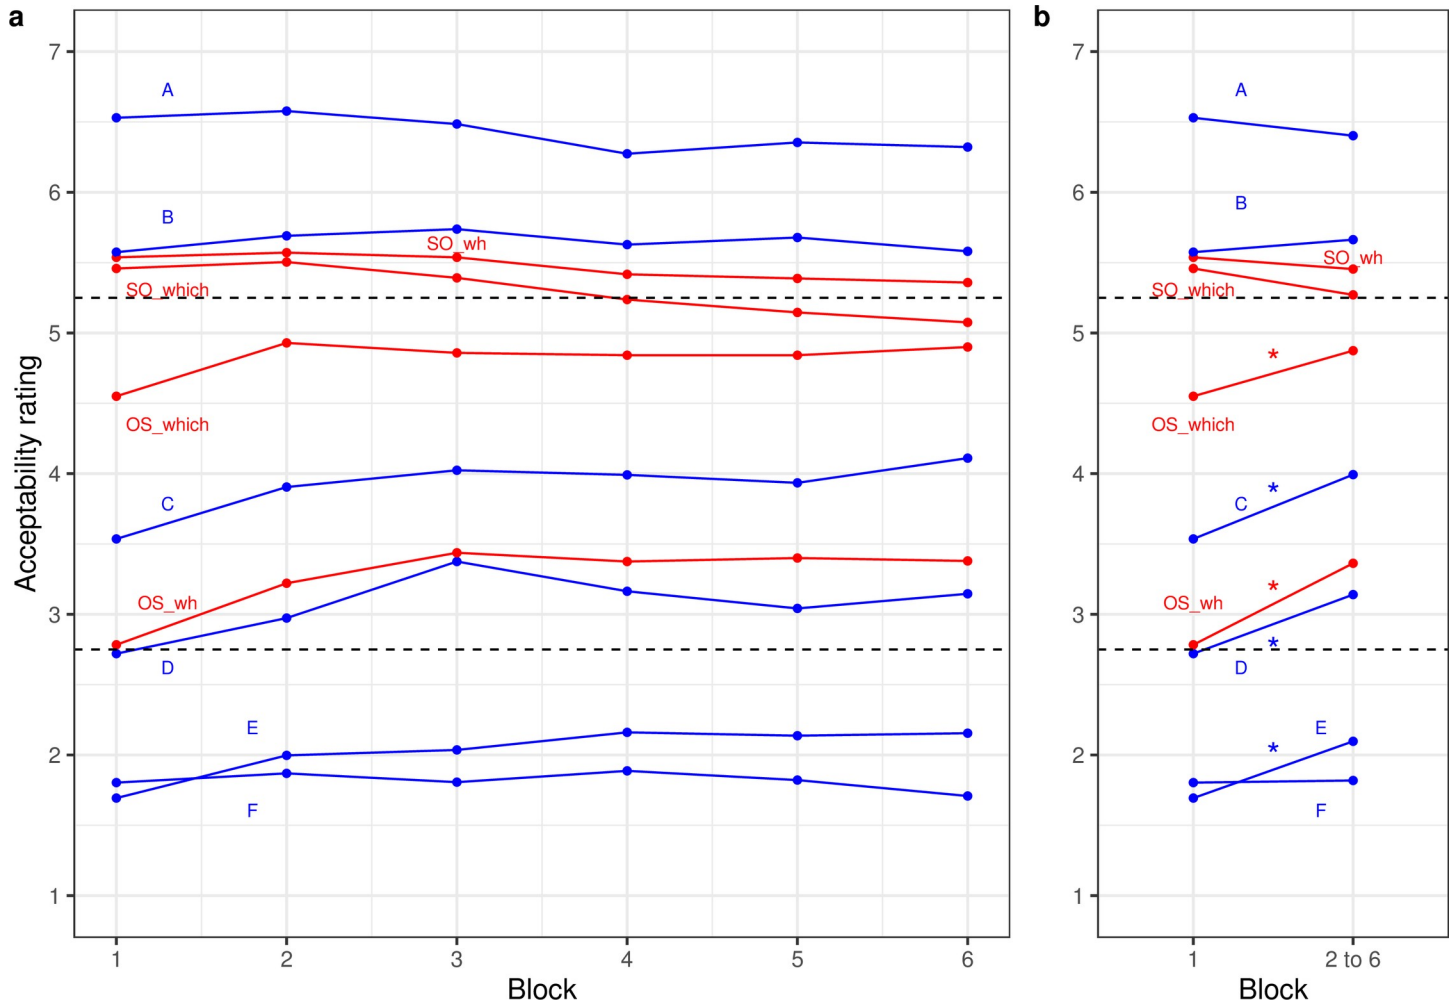 a
7
6
5
4
3
2
1
Acceptability rating
A
B
SO_wh
SO_which
OS_which
C
OS_wh
D
E
F
1 2 3 4 5 6
Block
b
7
6
5
4
3
2
1
A
B
SO_wh
SO_which
*
OS_which
*
C
*
OS_wh
*
D
E
*
F
1 2 to 6
Block